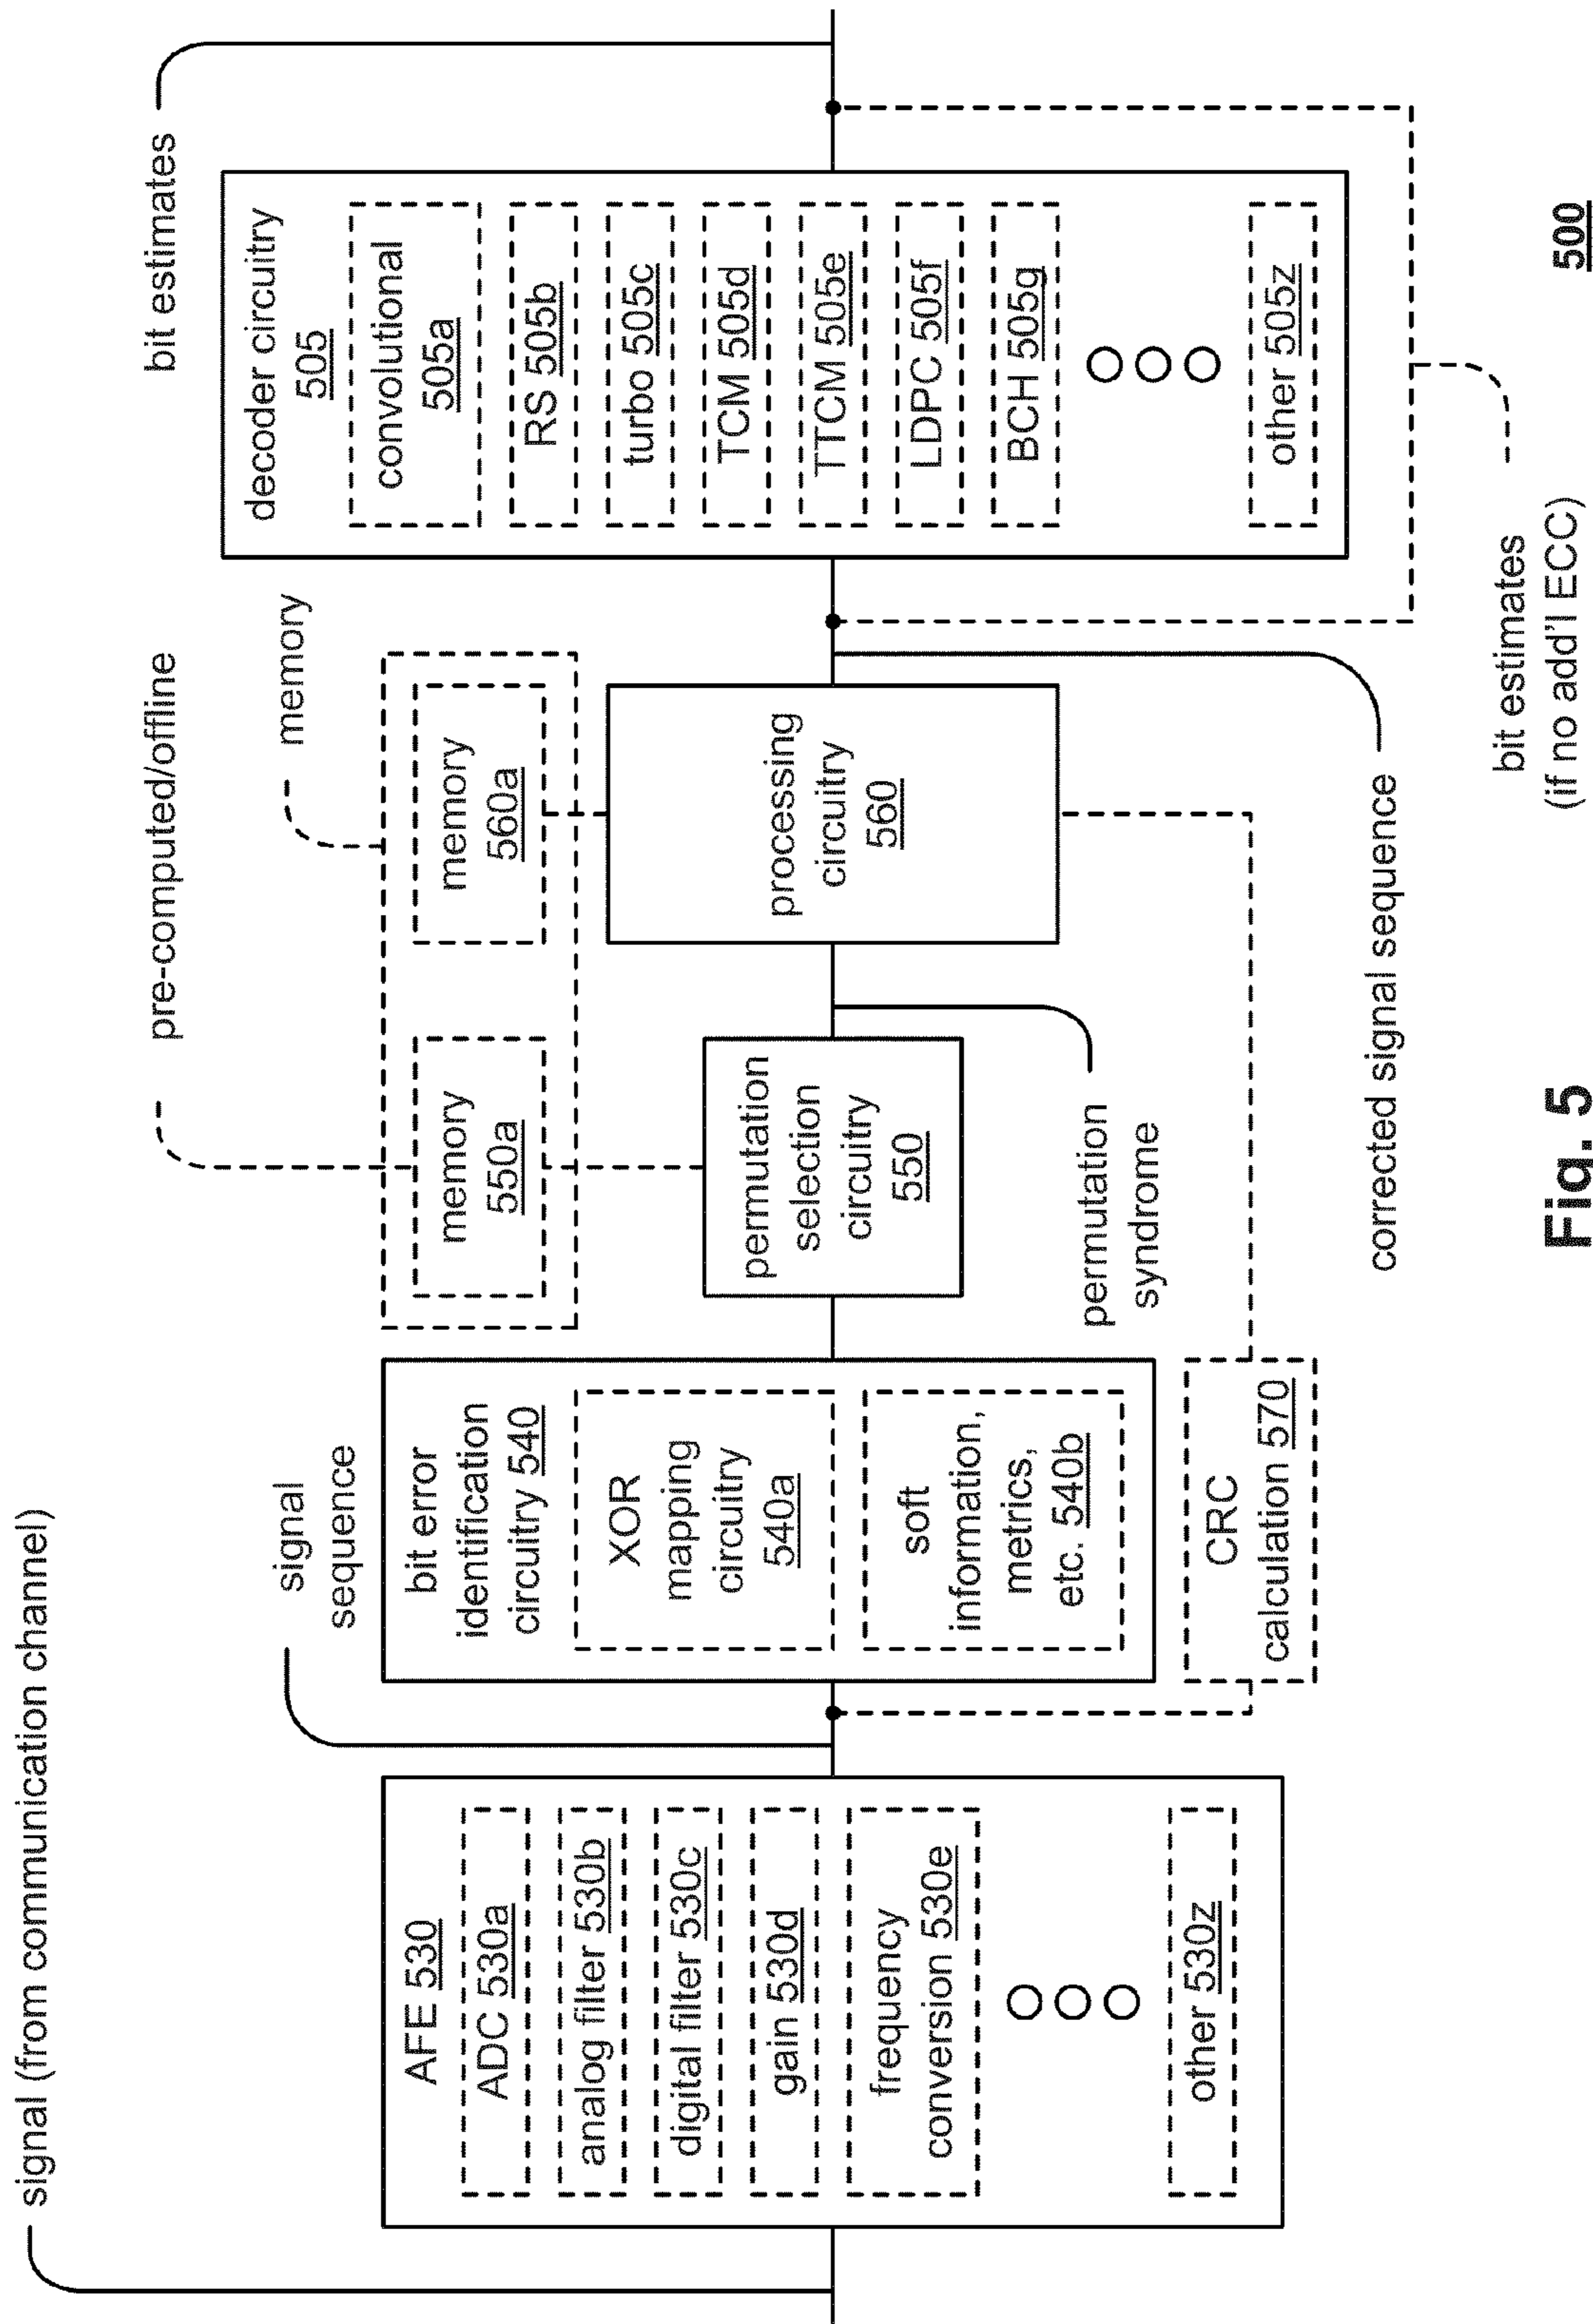 signal (from communication channel)
AFE 530
ADC 530a
analog filter 530b
digital filter 530c
gain 530d
frequency
conversion 530e
other 530z
signal
sequence
bit error
identification
circuitry 540
XOR
mapping
circuitry
540a
soft
information,
metrics,
etc. 540b
CRC
calculation 570
pre-computed/offline
memory
memory
550a
memory
560a
permutation
selection
circuitry
550
permutation
syndrome
processing
circuitry
560
corrected signal sequence
bit estimates
decoder circuitry
505
convolutional
505a
RS 505b
turbo 505c
TCM 505d
TTCM 505e
LDPC 505f
BCH 505g
other 505z
bit estimates
(if no add'l ECC)
Fig. 5
500